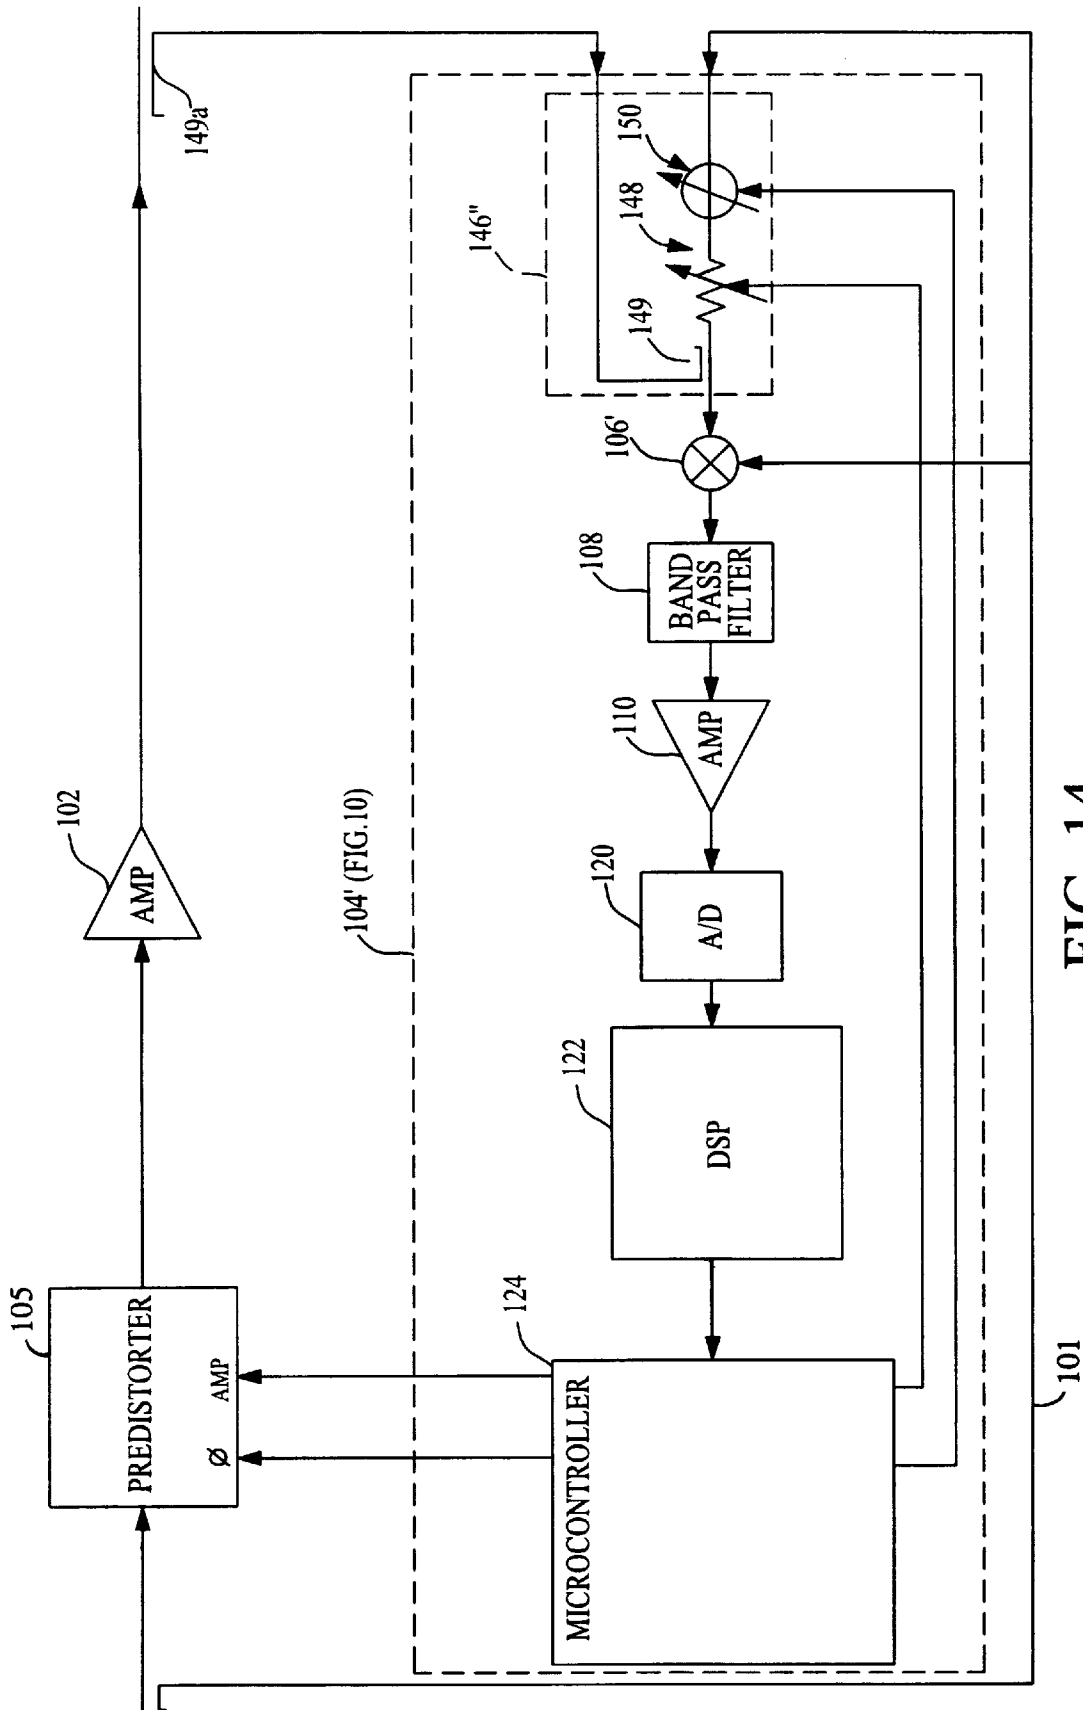 105
PREDISTORTER
Ø
AMP
102
AMP
149a
104' (FIG.10)
124
MICROCONTROLLER
122
DSP
120
A/D
110
AMP
108
BAND
PASS
FILTER
106'
149
148
150
146"
101
FIG. 14